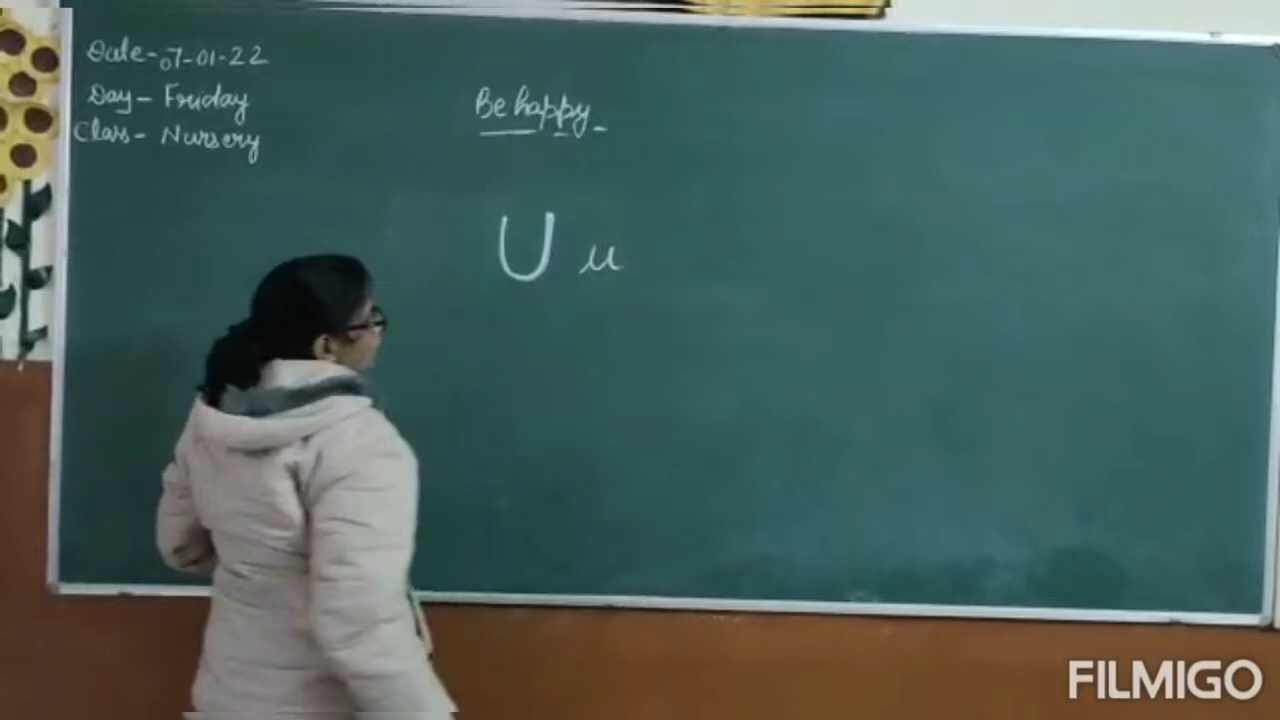 Date-07-01-22
Day- Friday
Class- Nursery
Be happy
U u
FILMIGO